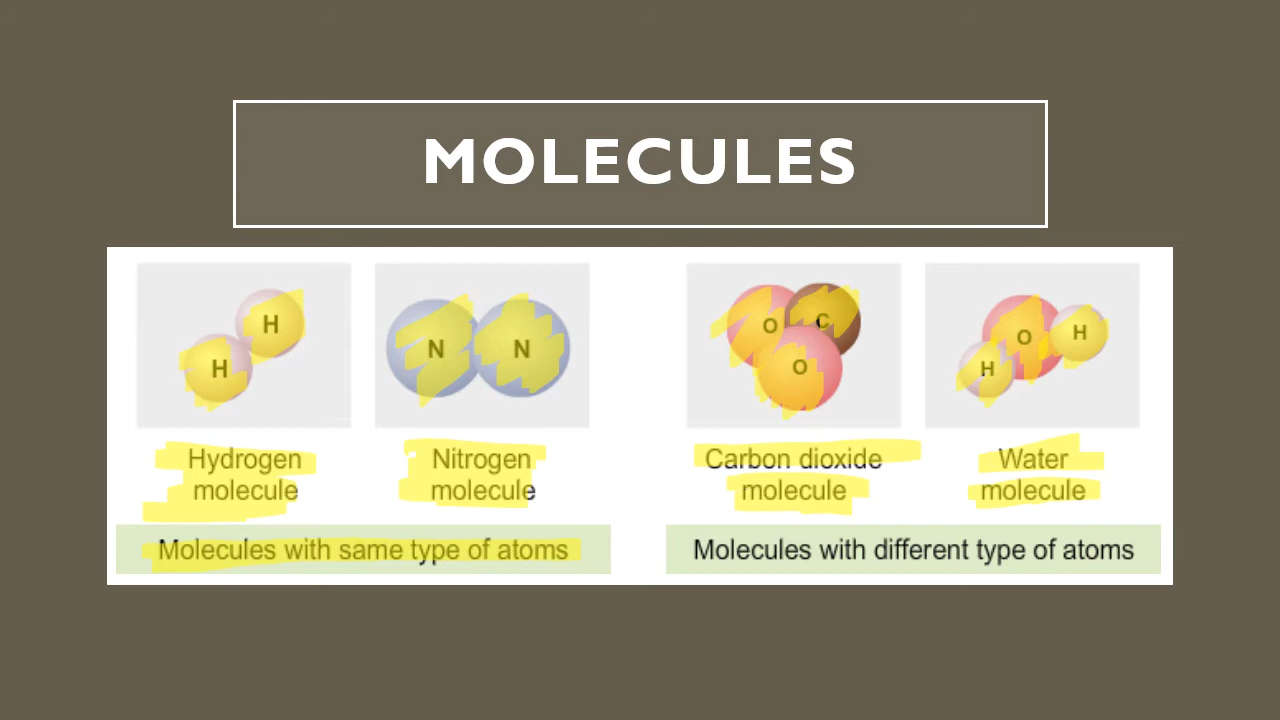 MOLECULES
H
H
N
N
O
C
O
H
O
H
Hydrogen
molecule
Nitrogen
molecule
Carbon dioxide
molecule
Water
molecule
Molecules with same type of atoms
Molecules with different type of atoms